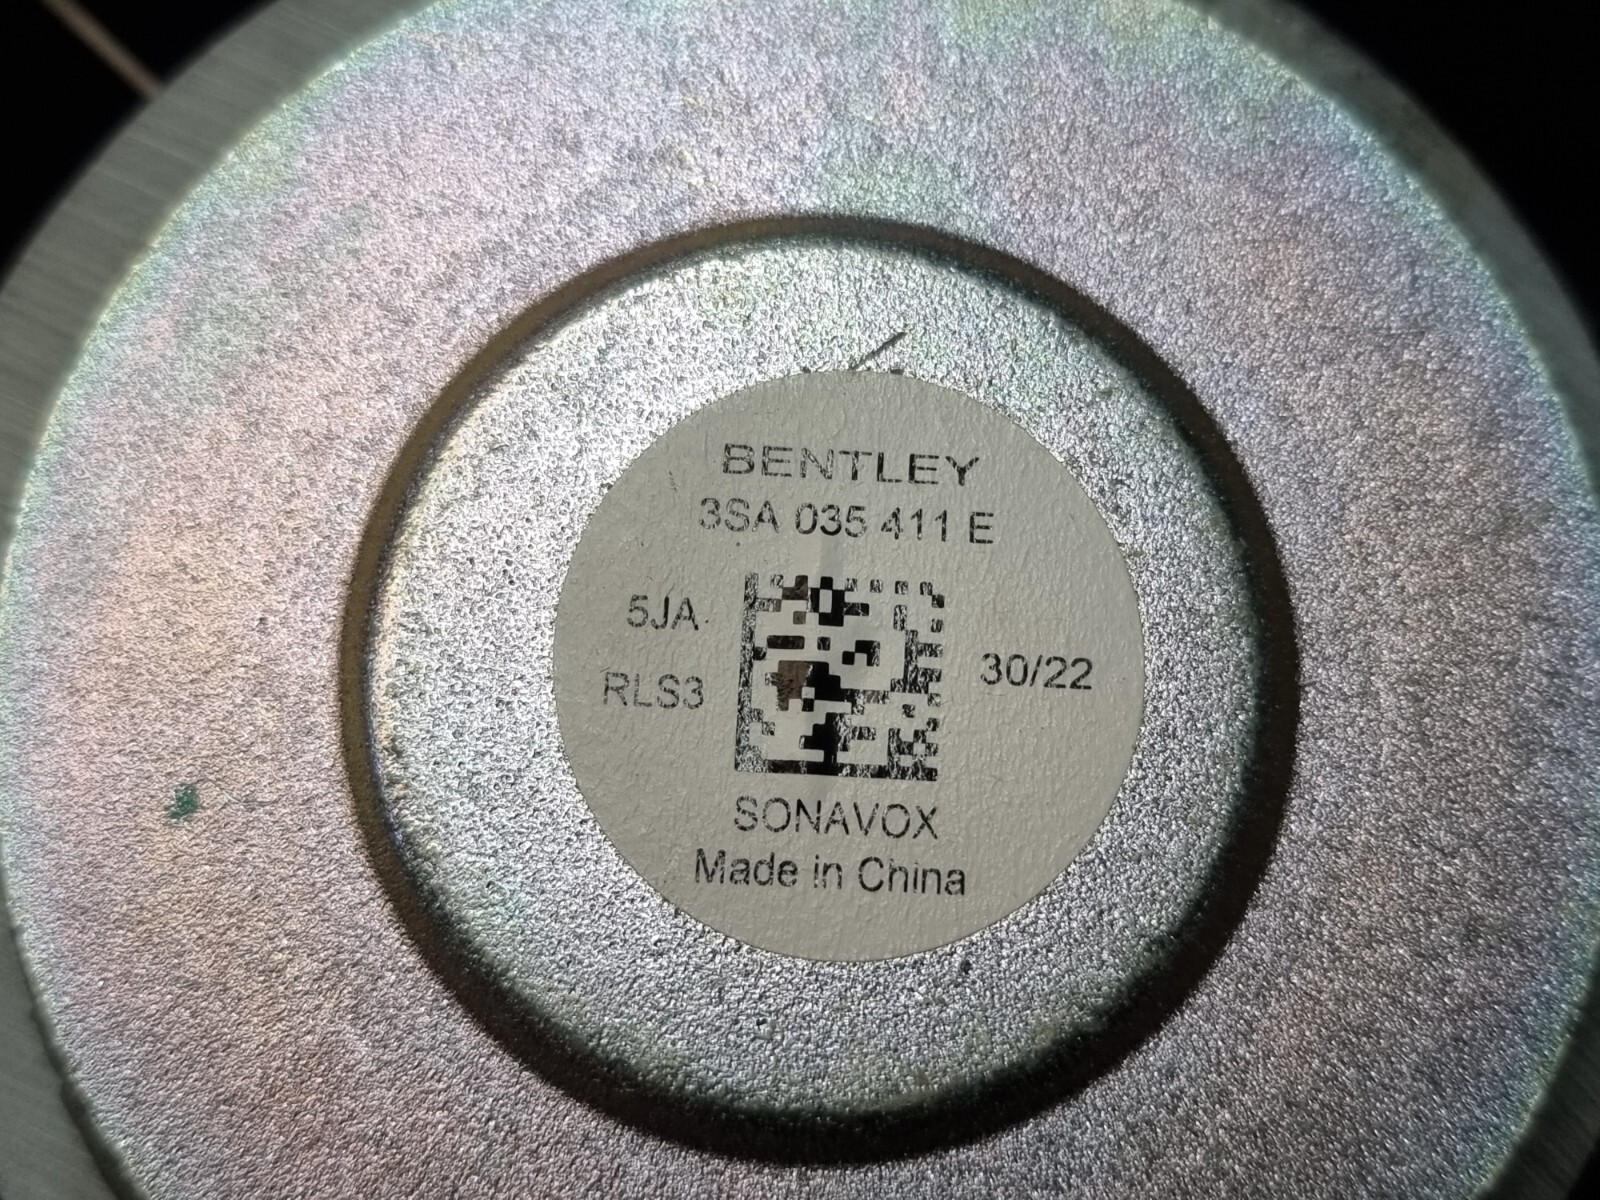 BENTLEY
3SA 035 411 E
5JA
RLS3
30/22
SONAVOX
Made in China